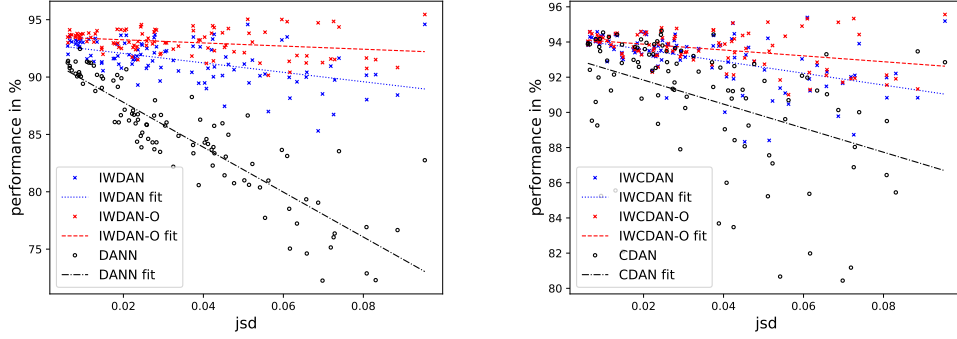 performance in %
95
90
85
80
75
IWDAN
IWDAN fit
IWDAN-O
IWDAN-O fit
DANN
DANN fit
0.02
0.04
0.06
0.08
jsd
performance in %
96
94
92
90
88
86
84
82
80
IWCDAN
IWCDAN fit
IWCDAN-O
IWCDAN-O fit
CDAN
CDAN fit
0.02
0.04
0.06
0.08
jsd